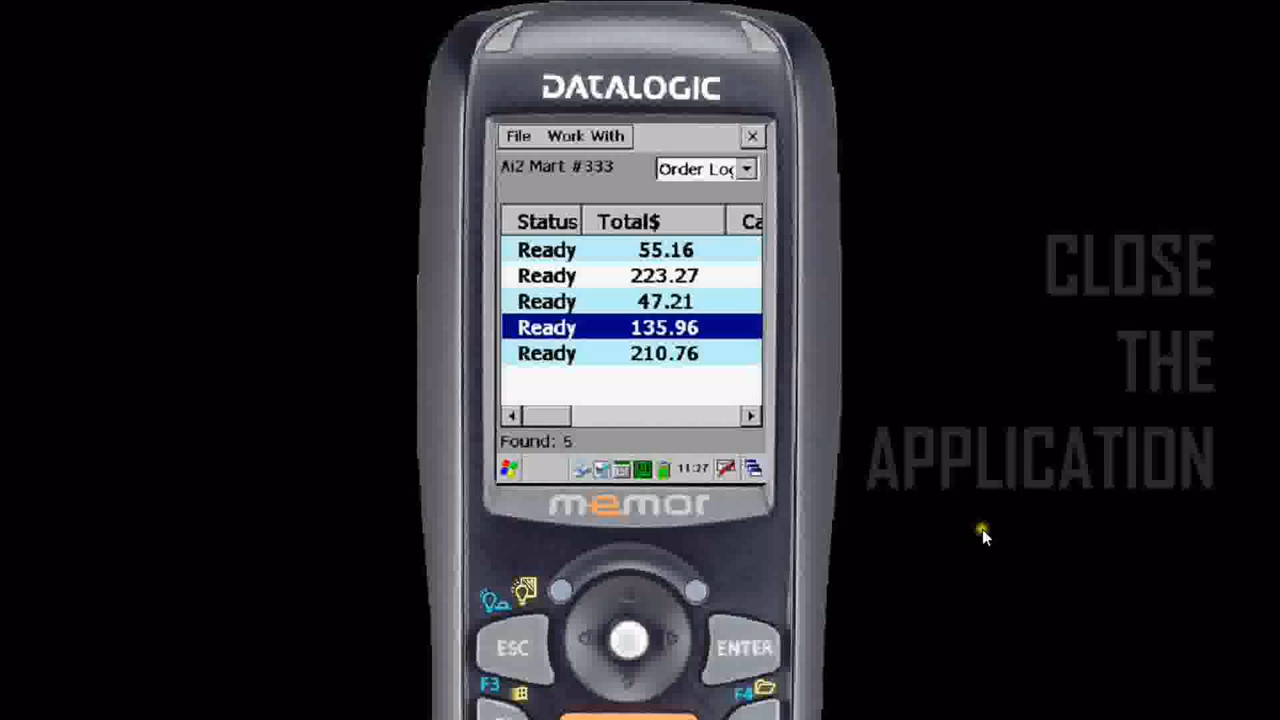 DATALOGIC
File Work With
Ai2 Mart #333 Order Log
Status Total$ Ca
Ready 55.16
Ready 223.27
Ready 47.21
Ready 135.96
Ready 210.76
Found: 5
11:27
memor
CLOSE
THE
APPLICATION
ESC
ENTER
F3
F4